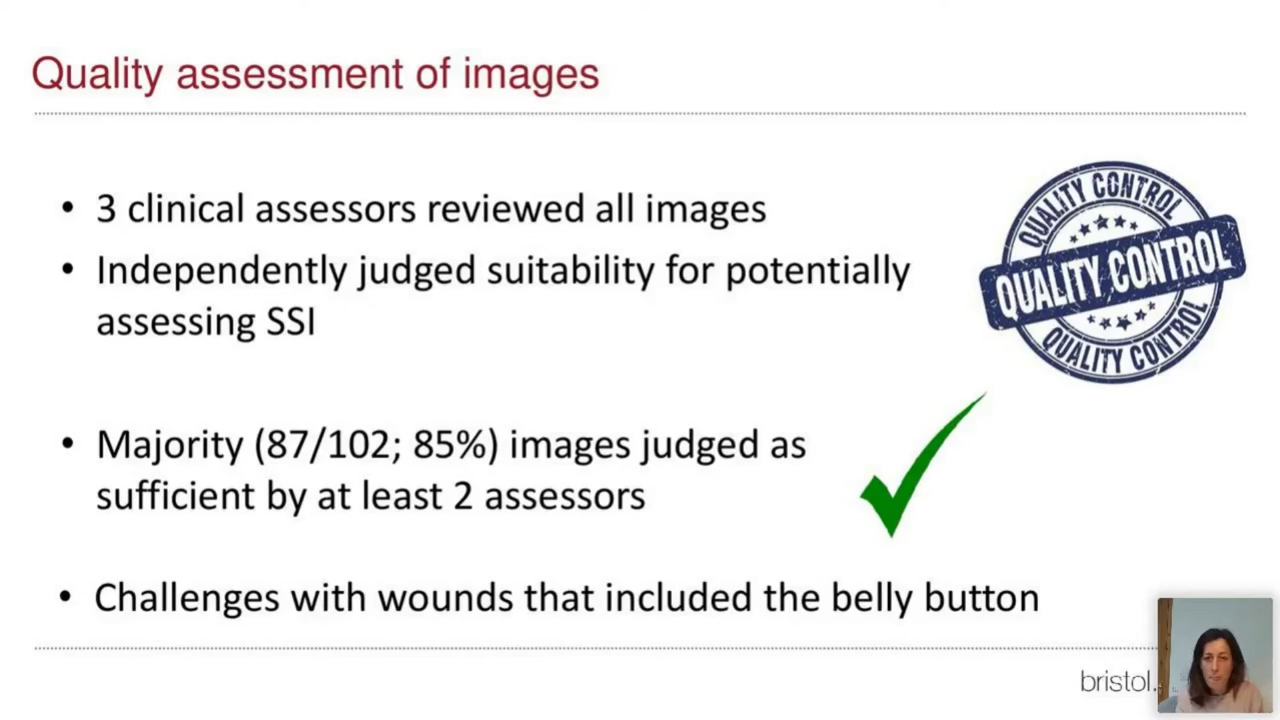 Quality assessment of images
• 3 clinical assessors reviewed all images
• Independently judged suitability for potentially
assessing SSI
QUALITY CONTROL
QUALITY CONTROL
QUALITY CONTROL
• Majority (87/102; 85%) images judged as
sufficient by at least 2 assessors
• Challenges with wounds that included the belly button
bristol.